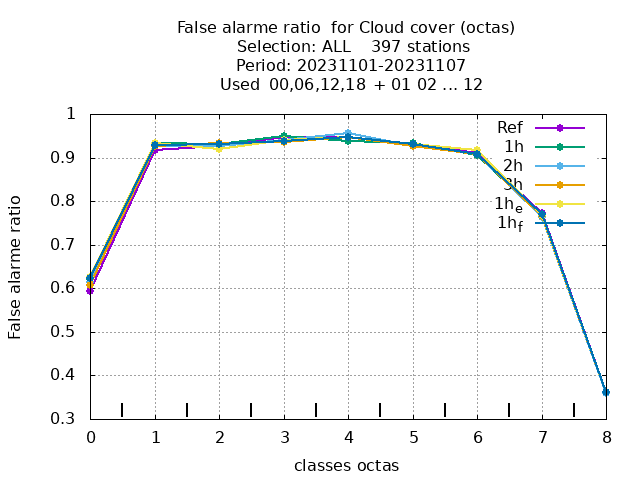 False alarme ratio  for Cloud cover (octas)
Selection: ALL    397 stations
Period: 20231101-20231107
Used  00,06,12,18  + 01 02 ... 12
1
0.9
0.8
0.7
0.6
0.5
0.4
0.3
False alarme ratio
Ref
1h
2h
3h
1he
1hf
0 1 2 3 4 5 6 7 8
classes octas